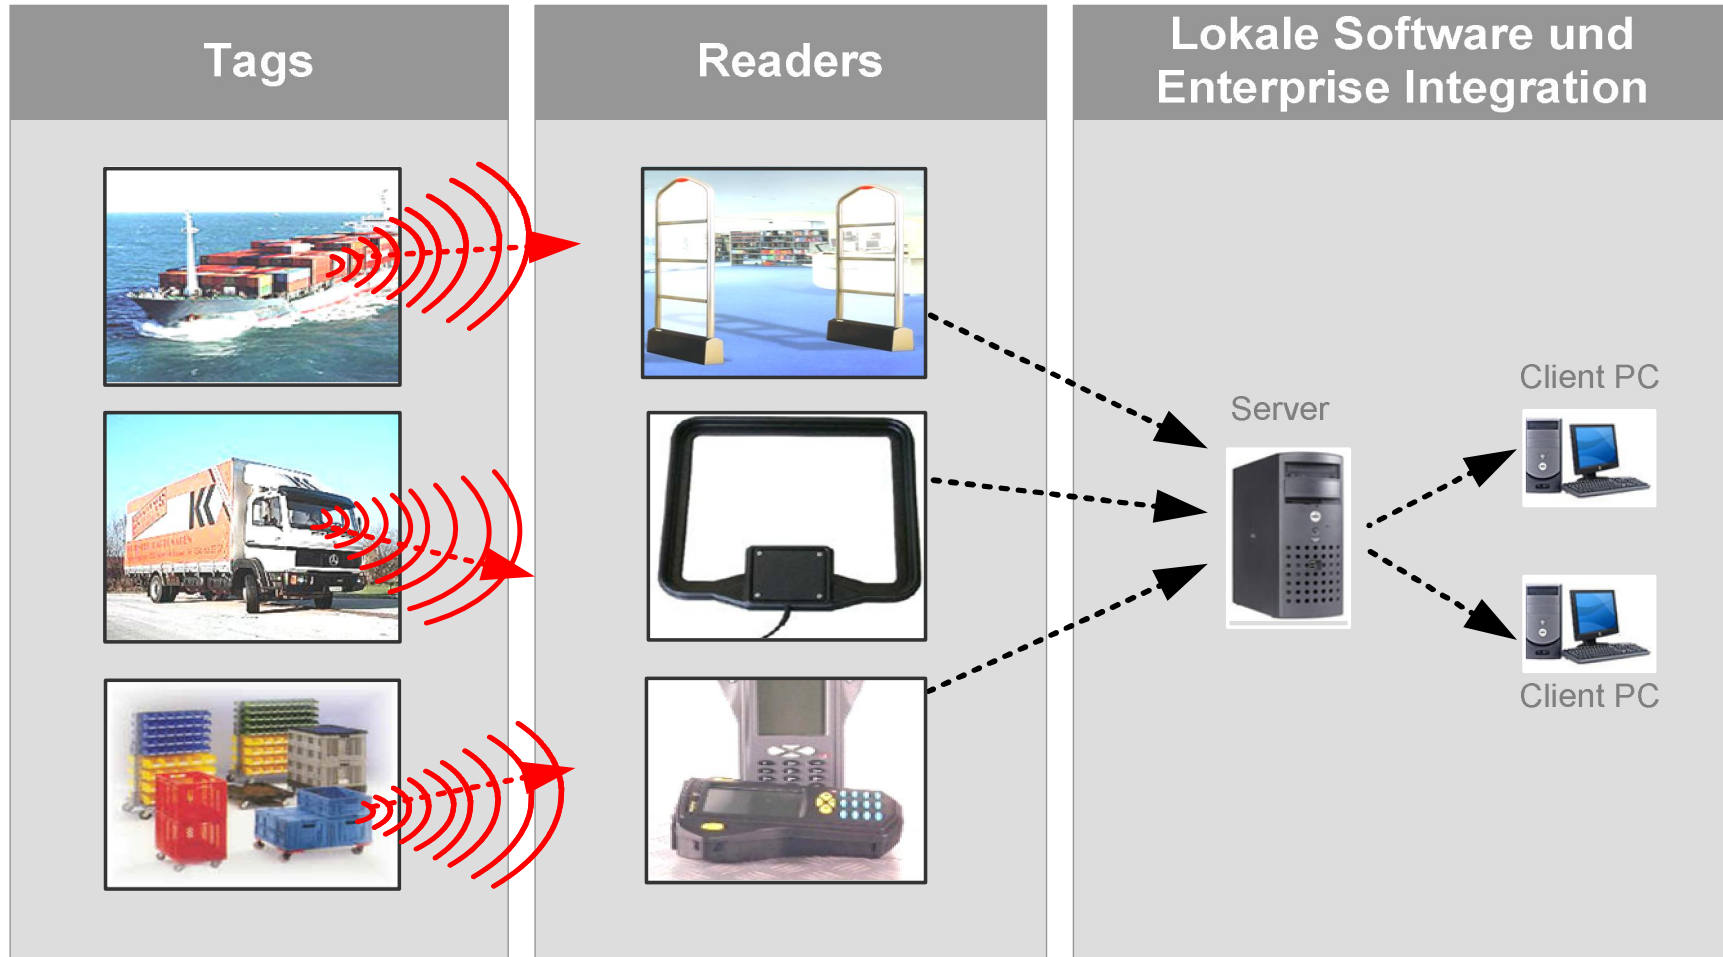 Tags
Readers
Lokale Software und
Enterprise Integration
Server
Client PC
Client PC